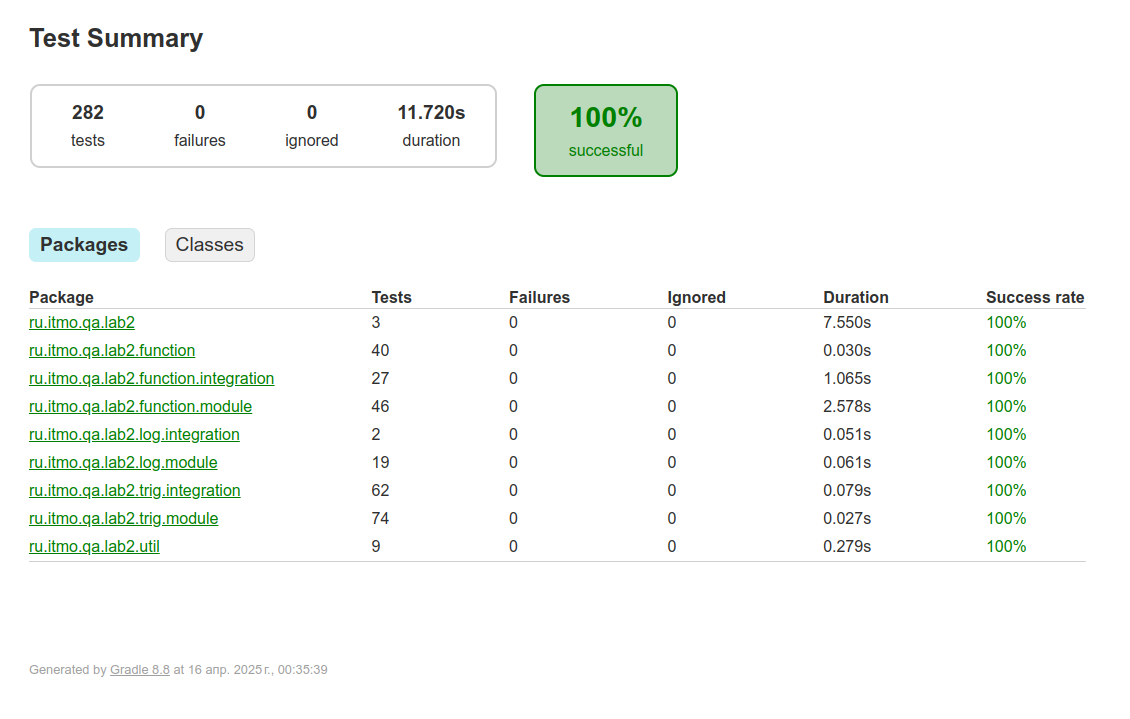 Test Summary
282 0 0 11.720s
tests failures ignored duration
100%
successful
Packages Classes
Package Tests Failures Ignored Duration Success rate
ru.itmo.qa.lab2 3 0 0 7.550s 100%
ru.itmo.qa.lab2.function 40 0 0 0.030s 100%
ru.itmo.qa.lab2.function.integration 27 0 0 1.065s 100%
ru.itmo.qa.lab2.function.module 46 0 0 2.578s 100%
ru.itmo.qa.lab2.log.integration 2 0 0 0.051s 100%
ru.itmo.qa.lab2.log.module 19 0 0 0.061s 100%
ru.itmo.qa.lab2.trig.integration 62 0 0 0.079s 100%
ru.itmo.qa.lab2.trig.module 74 0 0 0.027s 100%
ru.itmo.qa.lab2.util 9 0 0 0.279s 100%
Generated by Gradle 8.8 at 16 апр. 2025 г., 00:35:39